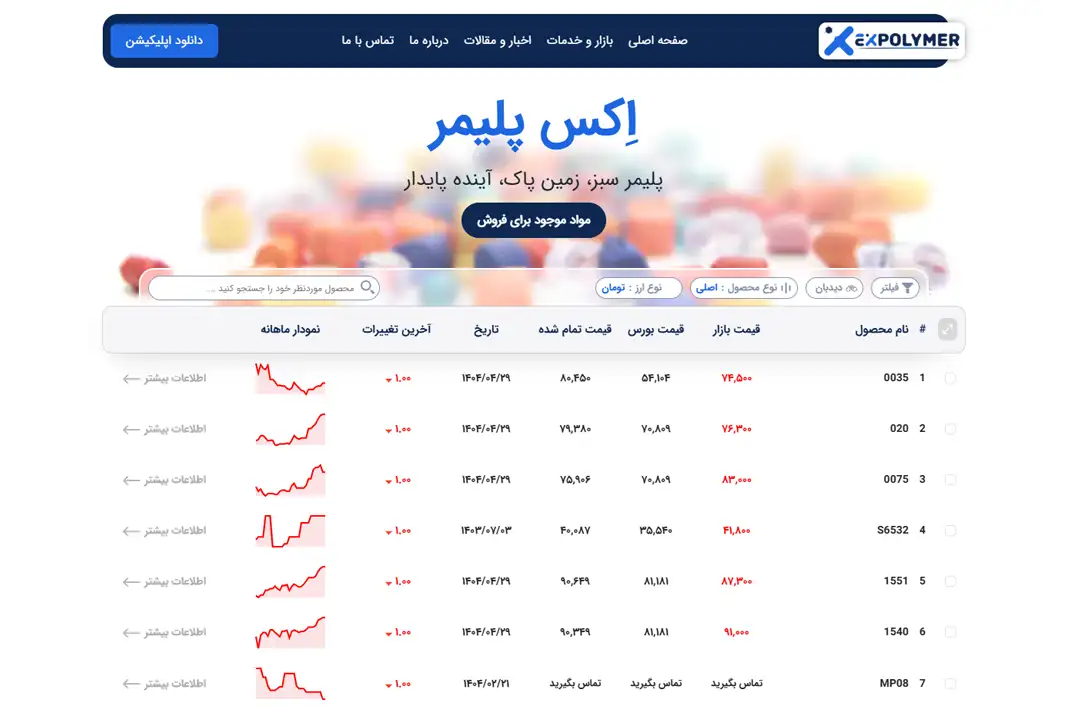 EXPOLYMER
صفحه اصلی بازار و خدمات اخبار و مقالات درباره ما تماس با ما
دانلود اپلیکیشن
اِکس پلیمر
پلیمر سبز، زمین پاک، آینده پایدار
مواد موجود برای فروش
فیلتر دیدبان نوع محصول : اصلی نوع ارز : تومان محصول موردنظر خود را جستجو کنید ...
# نام محصول قیمت بازار قیمت بورس قیمت تمام شده تاریخ آخرین تغییرات نمودار ماهانه
1 0035 ۷۴,۵۰۰ ۵۴,۱۰۴ ۸۰,۴۵۰ ۱۴۰۴/۰۴/۲۹ ۱.۰۰ اطلاعات بیشتر
2 020 ۷۶,۳۰۰ ۷۰,۸۰۹ ۷۹,۳۸۰ ۱۴۰۴/۰۴/۲۹ ۱.۰۰ اطلاعات بیشتر
3 0075 ۸۳,۰۰۰ ۷۰,۸۰۹ ۷۵,۹۰۶ ۱۴۰۴/۰۴/۲۹ ۱.۰۰ اطلاعات بیشتر
4 S6532 ۴۱,۸۰۰ ۳۵,۵۴۰ ۴۰,۰۸۷ ۱۴۰۳/۰۷/۰۳ ۱.۰۰ اطلاعات بیشتر
5 1551 ۸۷,۳۰۰ ۸۱,۱۸۱ ۹۰,۶۴۹ ۱۴۰۴/۰۴/۲۹ ۱.۰۰ اطلاعات بیشتر
6 1540 ۹۱,۰۰۰ ۸۱,۱۸۱ ۹۰,۳۴۹ ۱۴۰۴/۰۴/۲۹ ۱.۰۰ اطلاعات بیشتر
7 MP08 تماس بگیرید تماس بگیرید تماس بگیرید ۱۴۰۴/۰۲/۲۱ ۱.۰۰ اطلاعات بیشتر